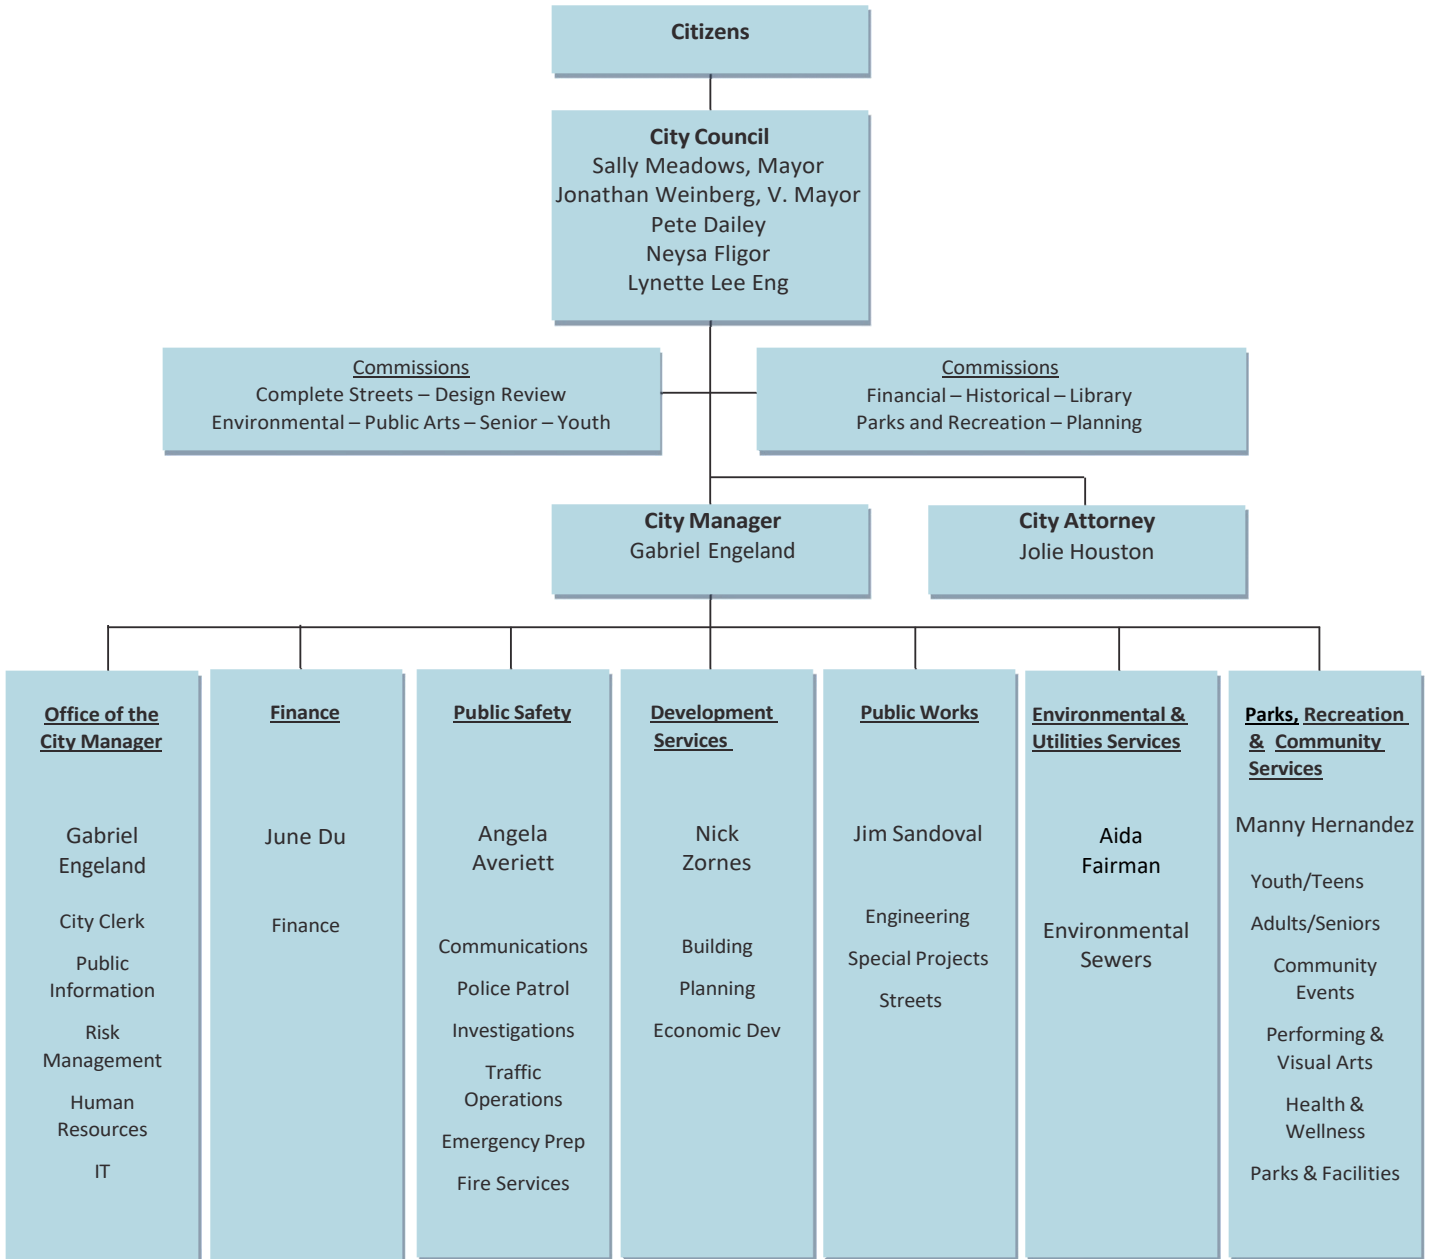 Citizens
City Council
Sally Meadows, Mayor
Jonathan Weinberg, V. Mayor
Pete Dailey
Neysa Fligor
Lynette Lee Eng
Commissions
Complete Streets – Design Review
Environmental – Public Arts – Senior – Youth
Commissions
Financial – Historical – Library
Parks and Recreation – Planning
City Manager
Gabriel Engeland
City Attorney
Jolie Houston
Office of the
City Manager
Gabriel
Engeland
City Clerk
Public
Information
Risk
Management
Human
Resources
IT
Finance
June Du
Finance
Public Safety
Angela
Averiett
Communications
Police Patrol
Investigations
Traffic
Operations
Emergency Prep
Fire Services
Development
Services
Nick
Zornes
Building
Planning
Economic Dev
Public Works
Jim Sandoval
Engineering
Special Projects
Streets
Environmental &
Utilities Services
Aida
Fairman
Environmental
Sewers
Parks, Recreation
& Community
Services
Manny Hernandez
Youth/Teens
Adults/Seniors
Community
Events
Performing &
Visual Arts
Health &
Wellness
Parks & Facilities